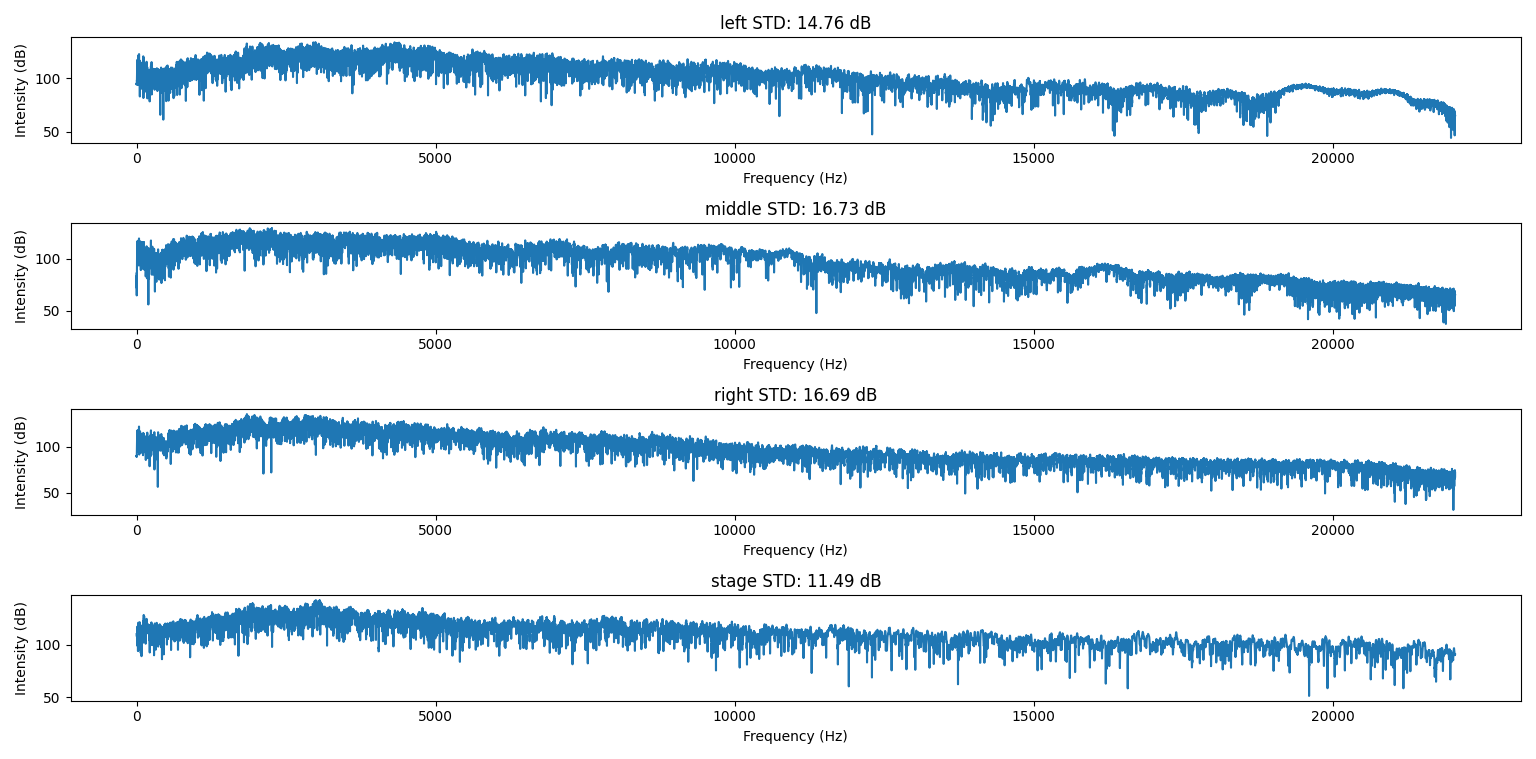 left STD: 14.76 dB
Intensity (dB)
100
50
0 5000 10000 15000 20000
Frequency (Hz)
middle STD: 16.73 dB
Intensity (dB)
100
50
0 5000 10000 15000 20000
Frequency (Hz)
right STD: 16.69 dB
Intensity (dB)
100
50
0 5000 10000 15000 20000
Frequency (Hz)
stage STD: 11.49 dB
Intensity (dB)
100
50
0 5000 10000 15000 20000
Frequency (Hz)